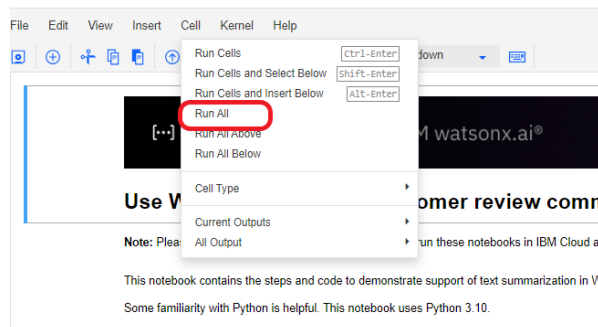 File Edit View Insert Cell Kernel Help
Run Cells Ctrl-Enter
Run Cells and Select Below Shift-Enter
Run Cells and Insert Below Alt-Enter
Run All
Run All Above
Run All Below
Cell Type
Current Outputs
All Output
watsonx.ai®
Use
review
Note:
run these notebooks in IBM Cloud
This notebook contains the steps and code to demonstrate support of text summarization in
Some familiarity with Python is helpful. This notebook uses Python 3.10.